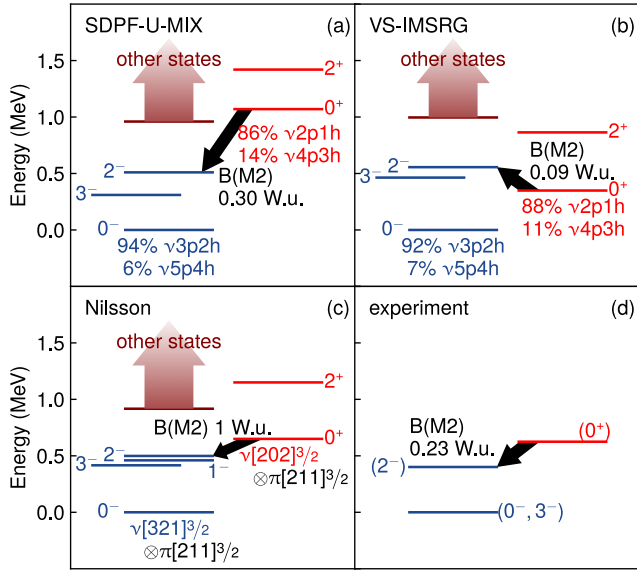 SDPF-U-MIX (a)
other states
2⁺
0⁺
86% ν2p1h
14% ν4p3h
2⁻
B(M2)
0.30 W.u.
3⁻
0⁻
94% ν3p2h
6% ν5p4h
Energy (MeV)
1.5
1.0
0.5
0.0
VS-IMSRG (b)
other states
2⁺
B(M2)
0.09 W.u.
2⁻
3⁻
0⁺
88% ν2p1h
11% ν4p3h
0⁻
92% ν3p2h
7% ν5p4h
Nilsson (c)
other states
2⁺
B(M2) 1 W.u.
0⁺
2⁻
3⁻
1⁻
ν[202]³/₂
⊗π[211]³/₂
0⁻
ν[321]³/₂
⊗π[211]³/₂
Energy (MeV)
1.5
1.0
0.5
0.0
experiment (d)
B(M2)
0.23 W.u.
(0⁺)
(2⁻)
(0⁻, 3⁻)